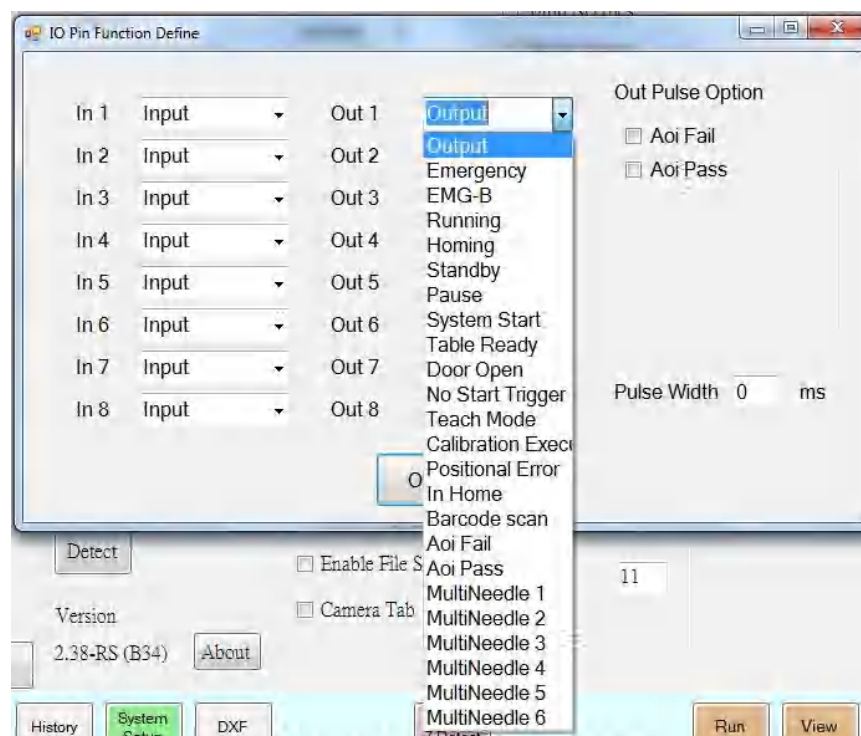 IO Pin Function Define
In 1 Input Out 1 Output
In 2 Input Out 2
In 3 Input Out 3
In 4 Input Out 4
In 5 Input Out 5
In 6 Input Out 6
In 7 Input Out 7
In 8 Input Out 8
Output
Emergency
EMG-B
Running
Homing
Standby
Pause
System Start
Table Ready
Door Open
No Start Trigger
Teach Mode
Calibration Exec
Positional Error
In Home
Barcode scan
Aoi Fail
Aoi Pass
MultiNeedle 1
MultiNeedle 2
MultiNeedle 3
MultiNeedle 4
MultiNeedle 5
MultiNeedle 6
Out Pulse Option
Aoi Fail
Aoi Pass
Pulse Width 0 ms
Detect
Enable File S
11
Version
Camera Tab
2.38-RS (B34) About
History
System
DXF
Run
View